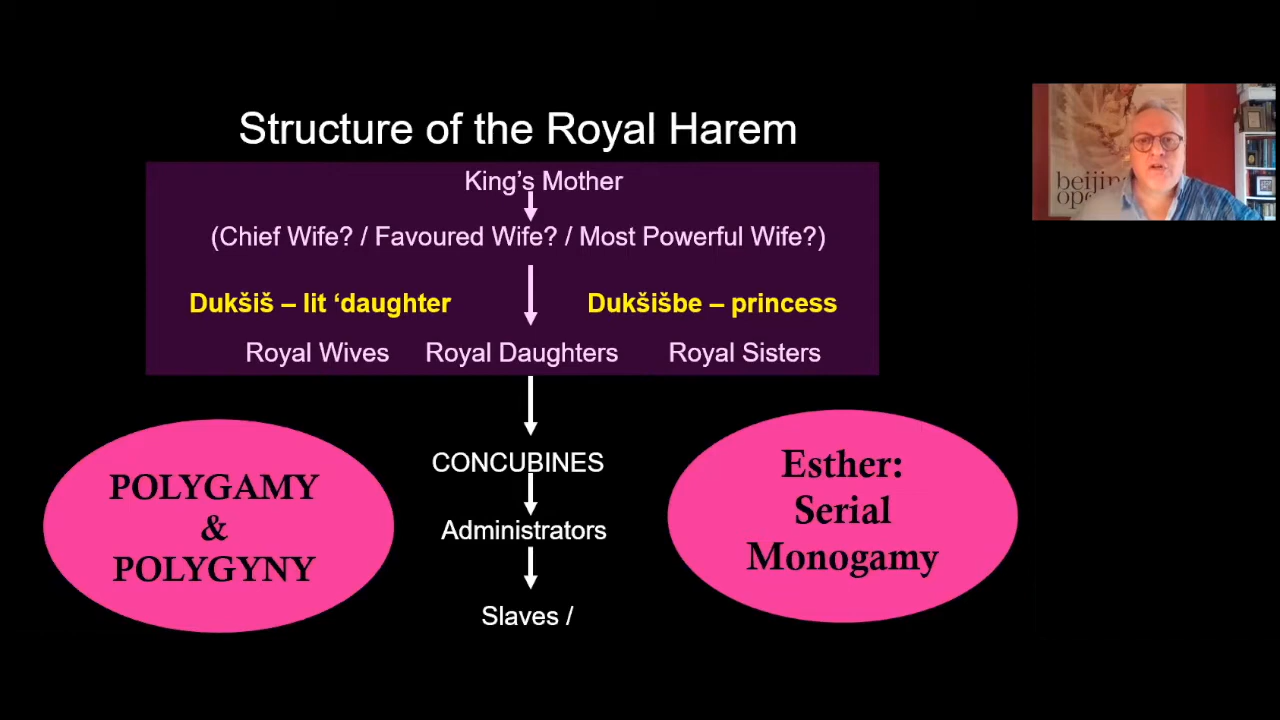 Structure of the Royal Harem
King's Mother
(Chief Wife? / Favoured Wife? / Most Powerful Wife?)
Dukšiš – lit ‘daughter
Dukšišbe – princess
Royal Wives Royal Daughters Royal Sisters
CONCUBINES
Administrators
Slaves /
POLYGAMY
&
POLYGYNY
Esther:
Serial
Monogamy
beijing